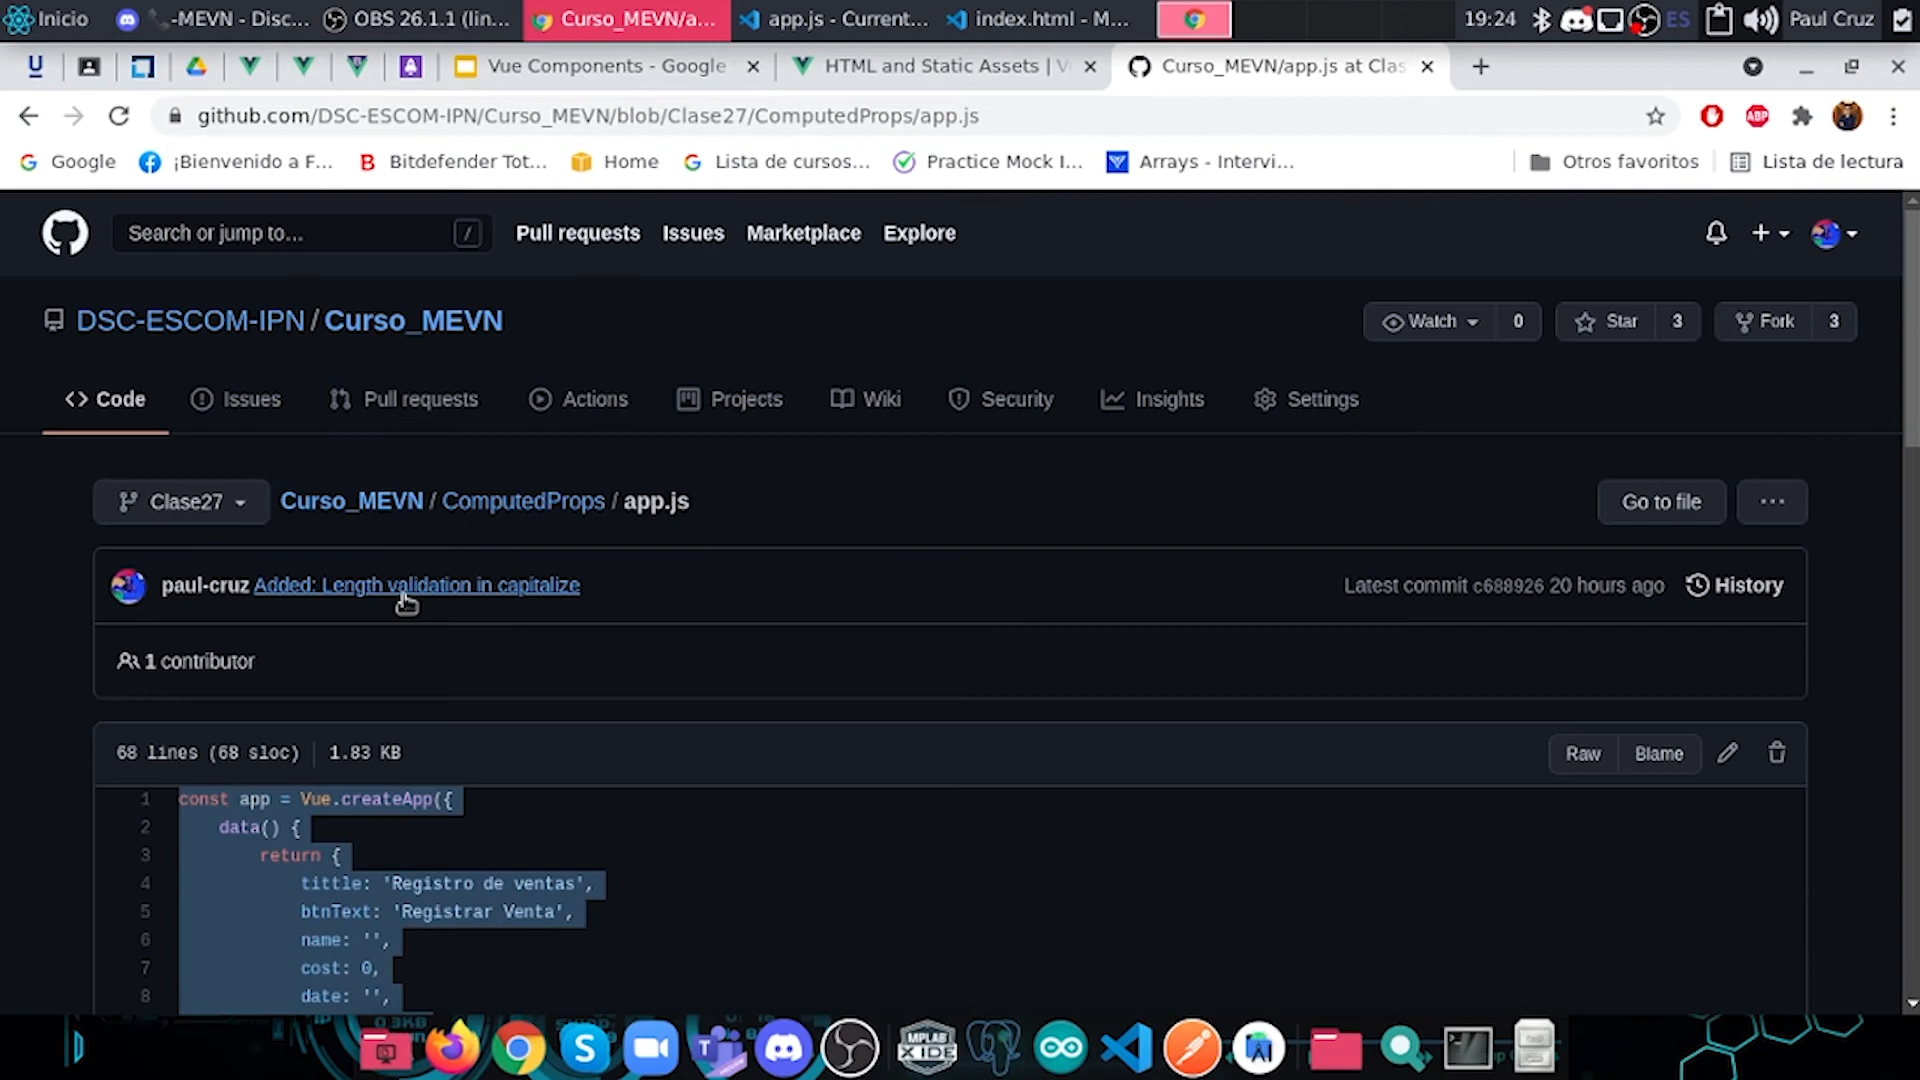 Inicio
-MEVN - Disc...
OBS 26.1.1 (lin...
Curso_MEVN/a...
app.js - Current...
index.html - M...
19:24
ES
Paul Cruz
Vue Components - Google
HTML and Static Assets | V
Curso_MEVN/app.js at Clas
github.com/DSC-ESCOM-IPN/Curso_MEVN/blob/Clase27/ComputedProps/app.js
ABP
Google
¡Bienvenido a F...
Bitdefender Tot...
Home
Lista de cursos...
Practice Mock I...
Arrays - Intervi...
Otros favoritos
Lista de lectura
Search or jump to...
/
Pull requests
Issues
Marketplace
Explore
DSC-ESCOM-IPN / Curso_MEVN
Watch 0
Star 3
Fork 3
Code
Issues
Pull requests
Actions
Projects
Wiki
Security
Insights
Settings
Clase27
Curso_MEVN / ComputedProps / app.js
Go to file
...
paul-cruz Added: Length validation in capitalize
Latest commit c688926 20 hours ago
History
1 contributor
68 lines (68 sloc) | 1.83 KB
Raw
Blame
1 const app = Vue.createApp({
2 data() {
3 return {
4 tittle: 'Registro de ventas',
5 btnText: 'Registrar Venta',
6 name: '',
7 cost: 0,
8 date: '',
MPLAB
X IDE